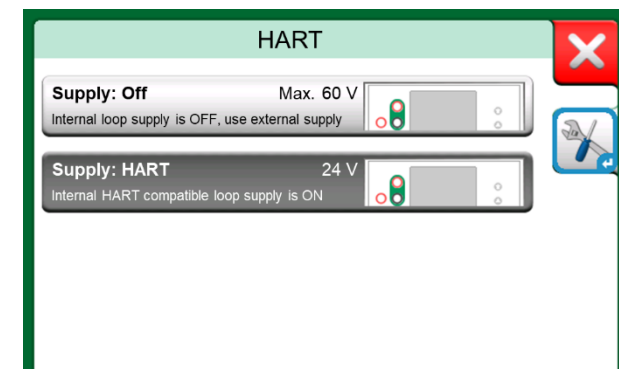 HART
Supply: Off Max. 60 V
Internal loop supply is OFF, use external supply
Supply: HART 24 V
Internal HART compatible loop supply is ON